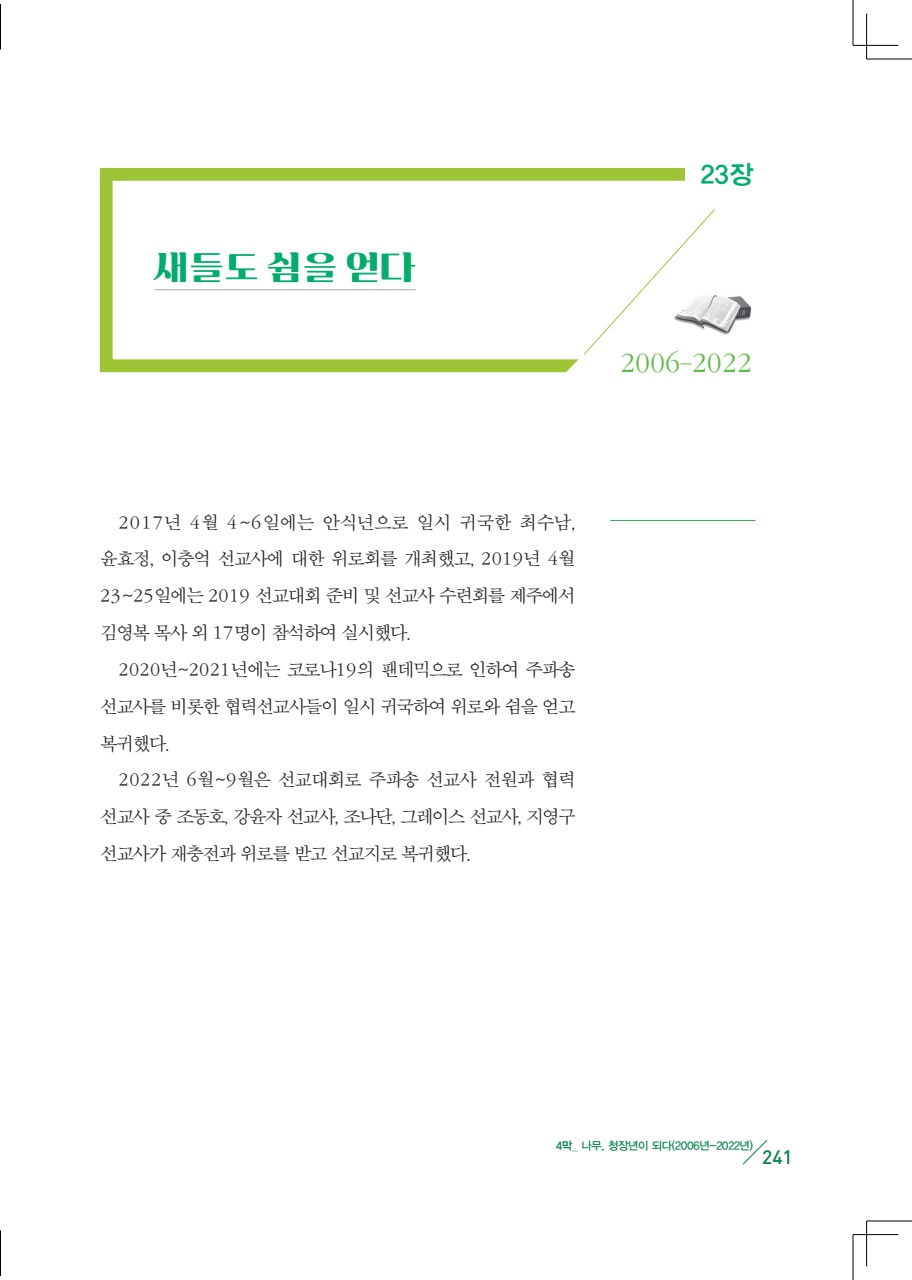 23장
새들도 쉼을 얻다
2006-2022
2017년 4월 4~6일에는 안식년으로 일시 귀국한 최수남,
윤효정, 이충억 선교사에 대한 위로회를 개최했고, 2019년 4월
23~25일에는 2019 선교대회 준비 및 선교사 수련회를 제주에서
김영복 목사 외 17명이 참석하여 실시했다.
2020년~2021년에는 코로나19의 팬데믹으로 인하여 주파송
선교사를 비롯한 협력선교사들이 일시 귀국하여 위로와 쉼을 얻고
복귀했다.
2022년 6월~9월은 선교대회로 주파송 선교사 전원과 협력
선교사 중 조동호, 강윤자 선교사, 조나단, 그레이스 선교사, 지영구
선교사가 재충전과 위로를 받고 선교지로 복귀했다.
4막_ 나무, 청장년이 되다(2006년-2022년)
241